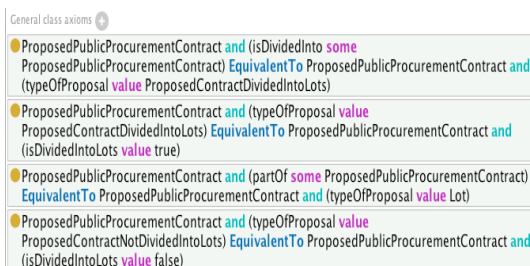 General class axioms
ProposedPublicProcurementContract and (isDividedInto some
ProposedPublicProcurementContract) EquivalentTo ProposedPublicProcurementContract and
(typeOfProposal value ProposedContractDividedIntoLots)
ProposedPublicProcurementContract and (typeOfProposal value
ProposedContractDividedIntoLots) EquivalentTo ProposedPublicProcurementContract and
(isDividedIntoLots value true)
ProposedPublicProcurementContract and (partOf some ProposedPublicProcurementContract)
EquivalentTo ProposedPublicProcurementContract and (typeOfProposal value Lot)
ProposedPublicProcurementContract and (typeOfProposal value
ProposedContractNotDividedIntoLots) EquivalentTo ProposedPublicProcurementContract and
(isDividedIntoLots value false)